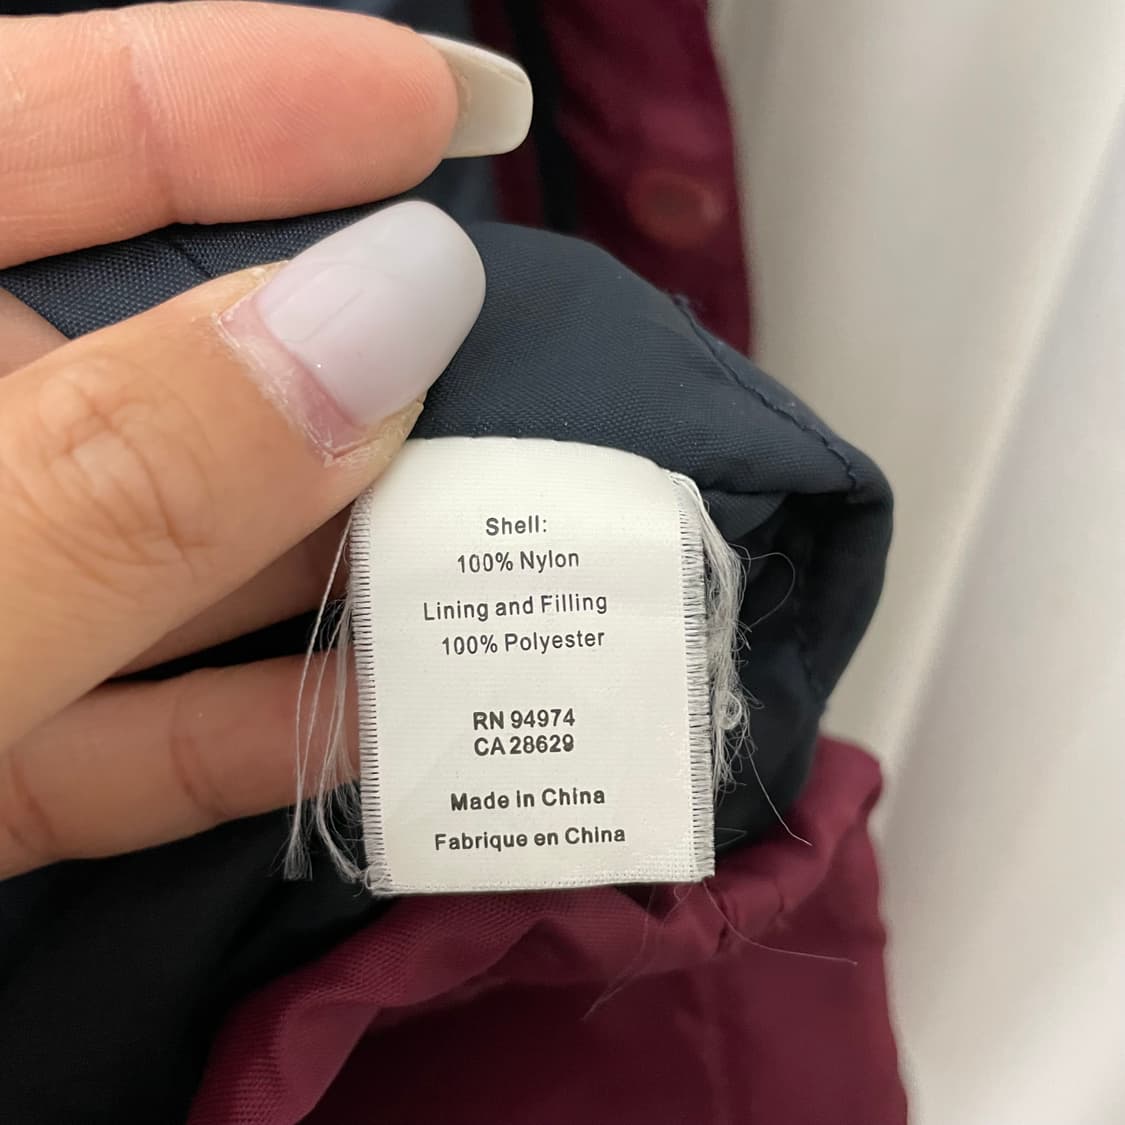 Shell:
100% Nylon
Lining and Filling
100% Polyester
RN 94974
CA 28629
Made in China
Fabrique en China